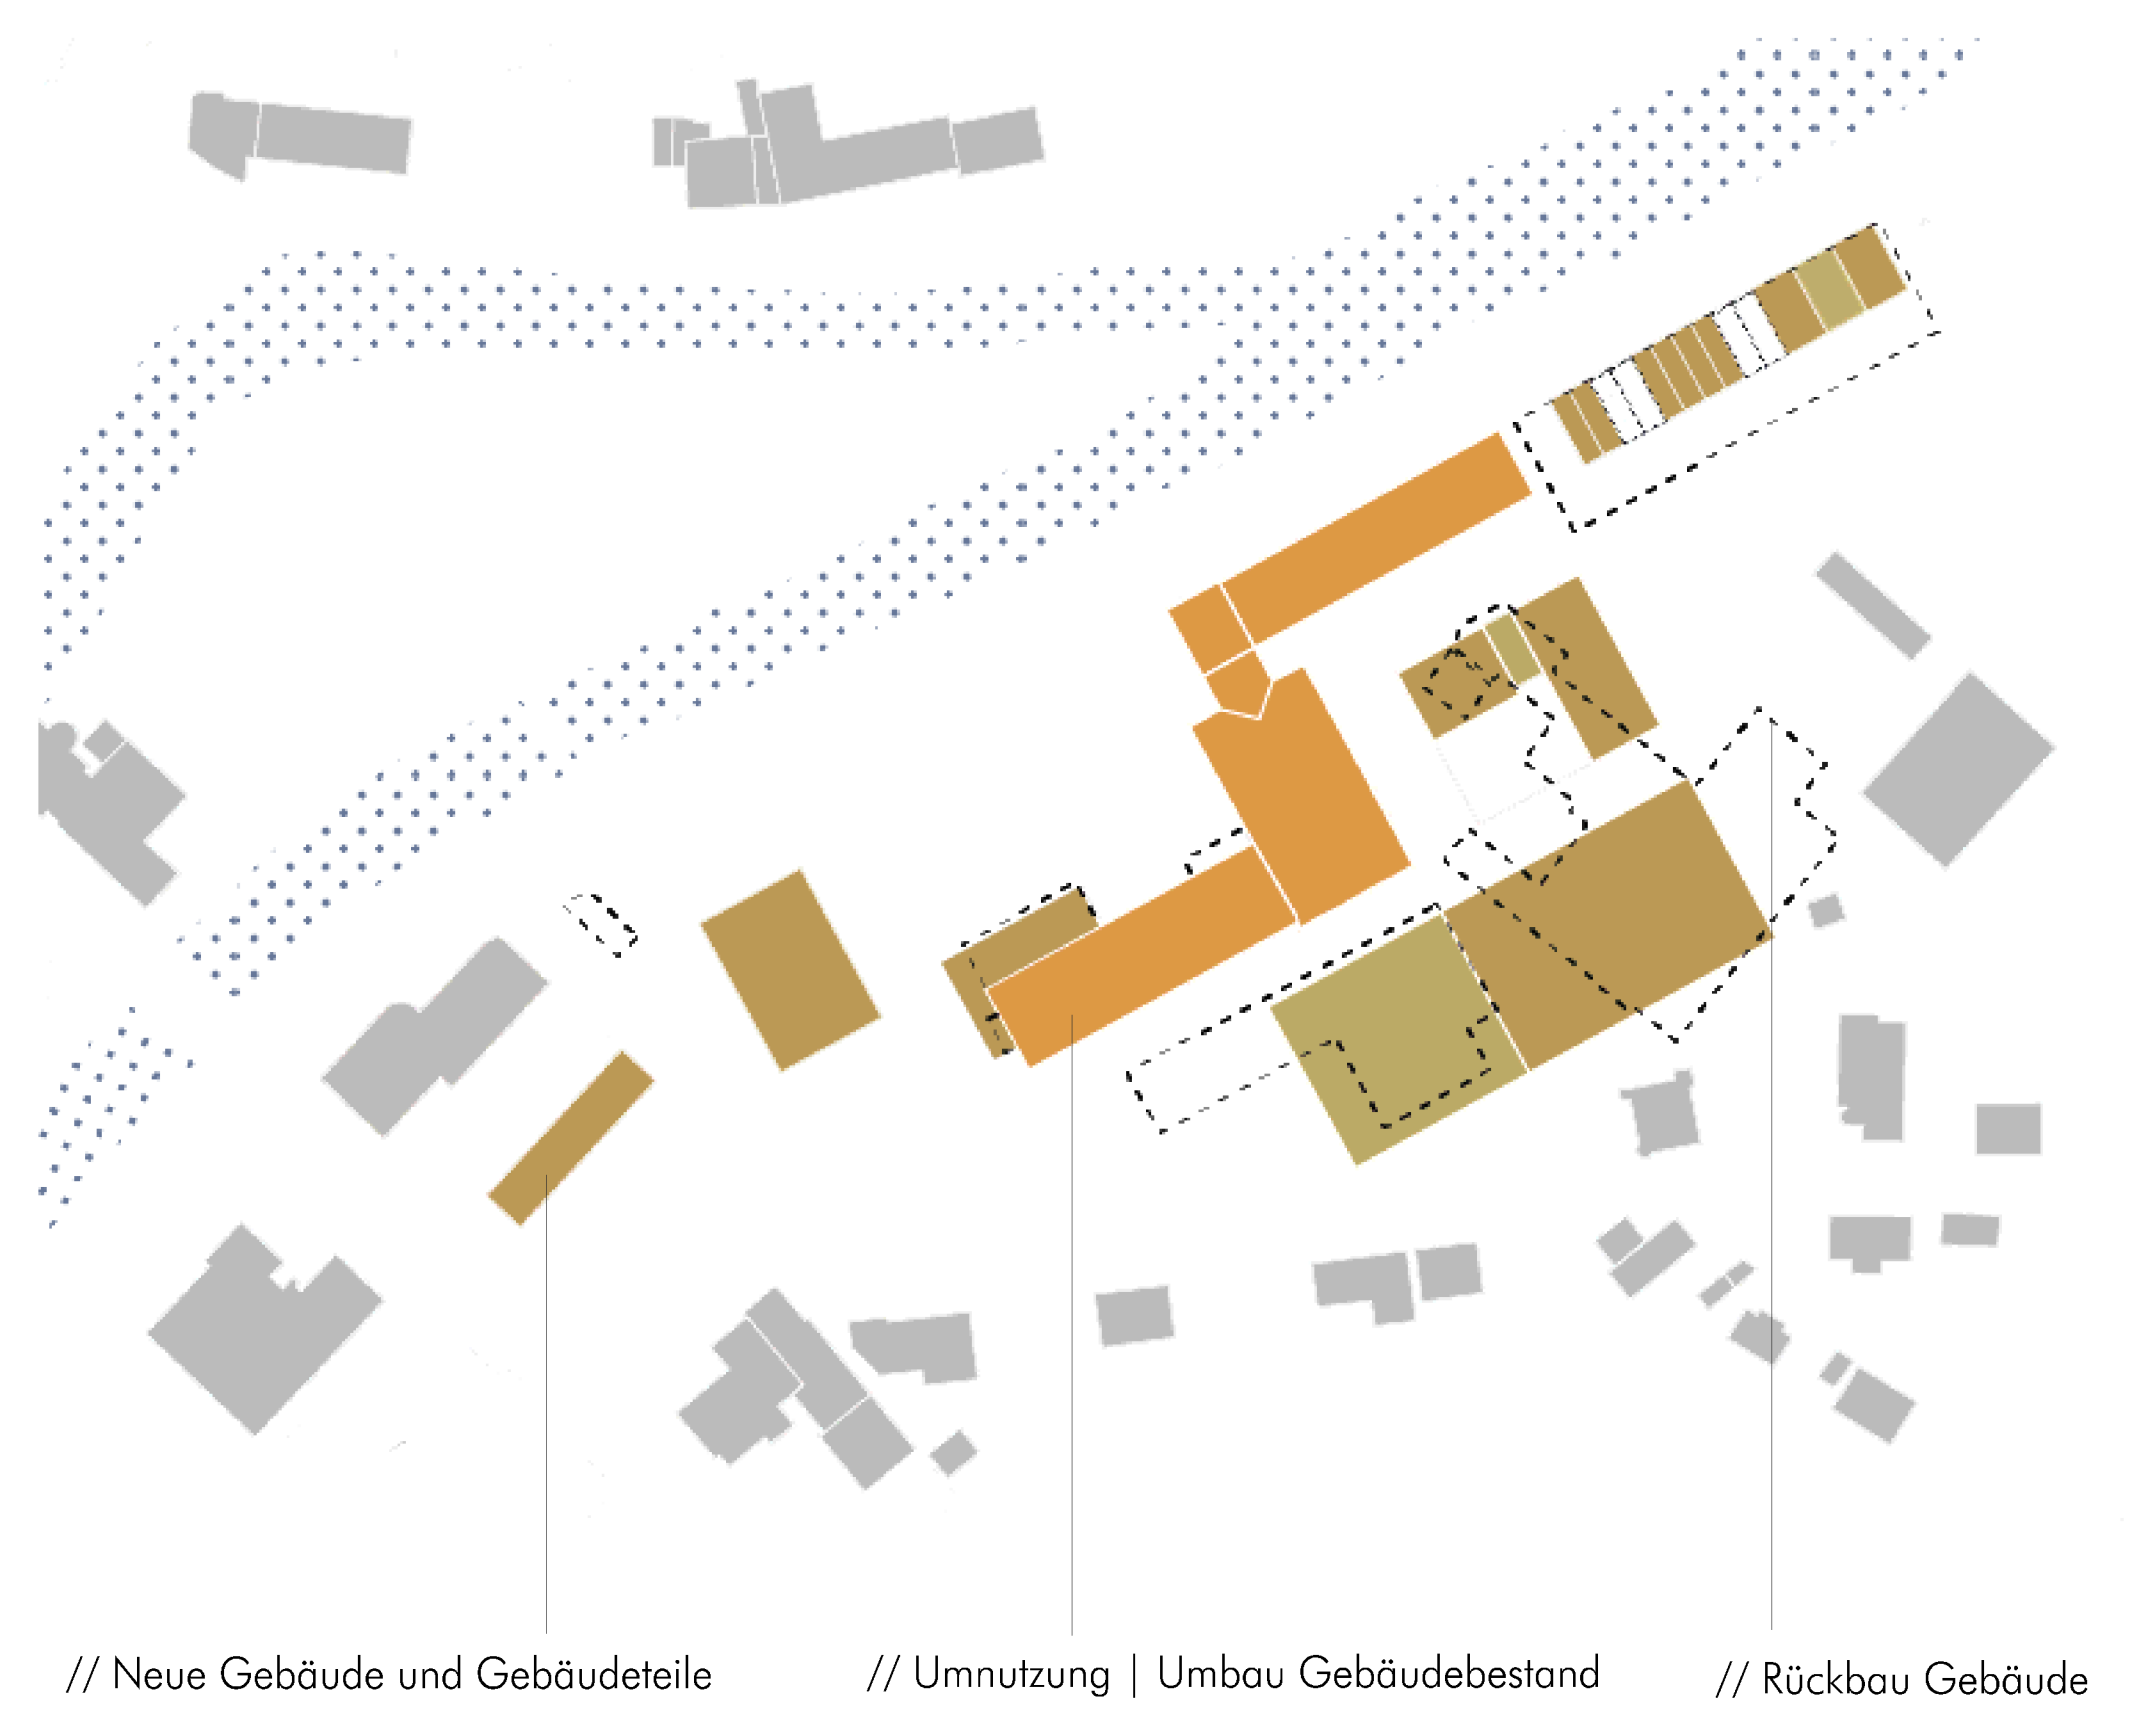 // Neue Gebäude und Gebäudeteile
// Umnutzung | Umbau Gebäudebestand
// Rückbau Gebäude